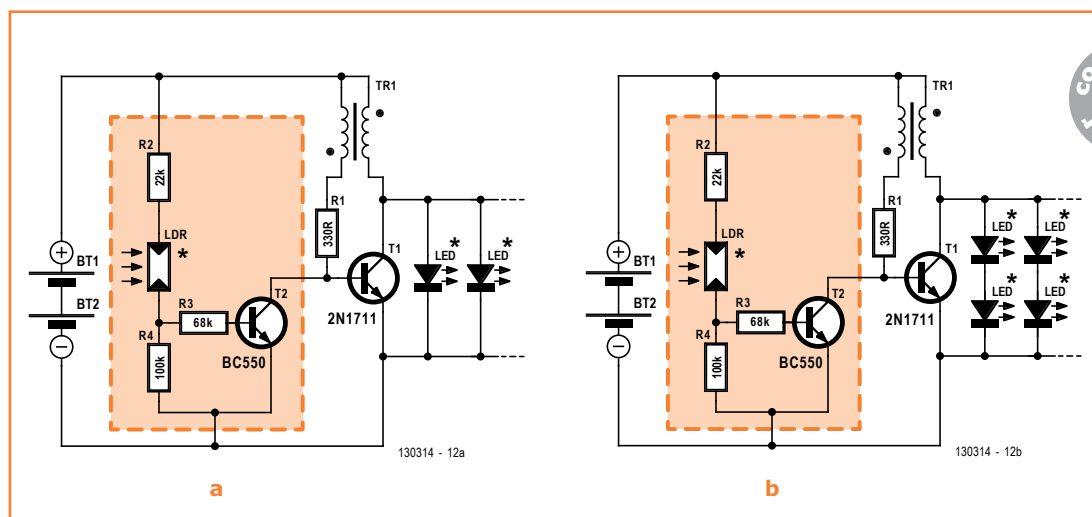 TR1
R2
22k
R1
330R
LDR
*
T1
LED
*
LED
*
BT1
BT2
R3
68k
T2
2N1711
R4
100k
BC550
130314 - 12a
a
TR1
R2
22k
R1
330R
LDR
*
T1
LED
*
LED
*
LED
*
LED
*
BT1
BT2
R3
68k
T2
2N1711
R4
100k
BC550
130314 - 12b
b